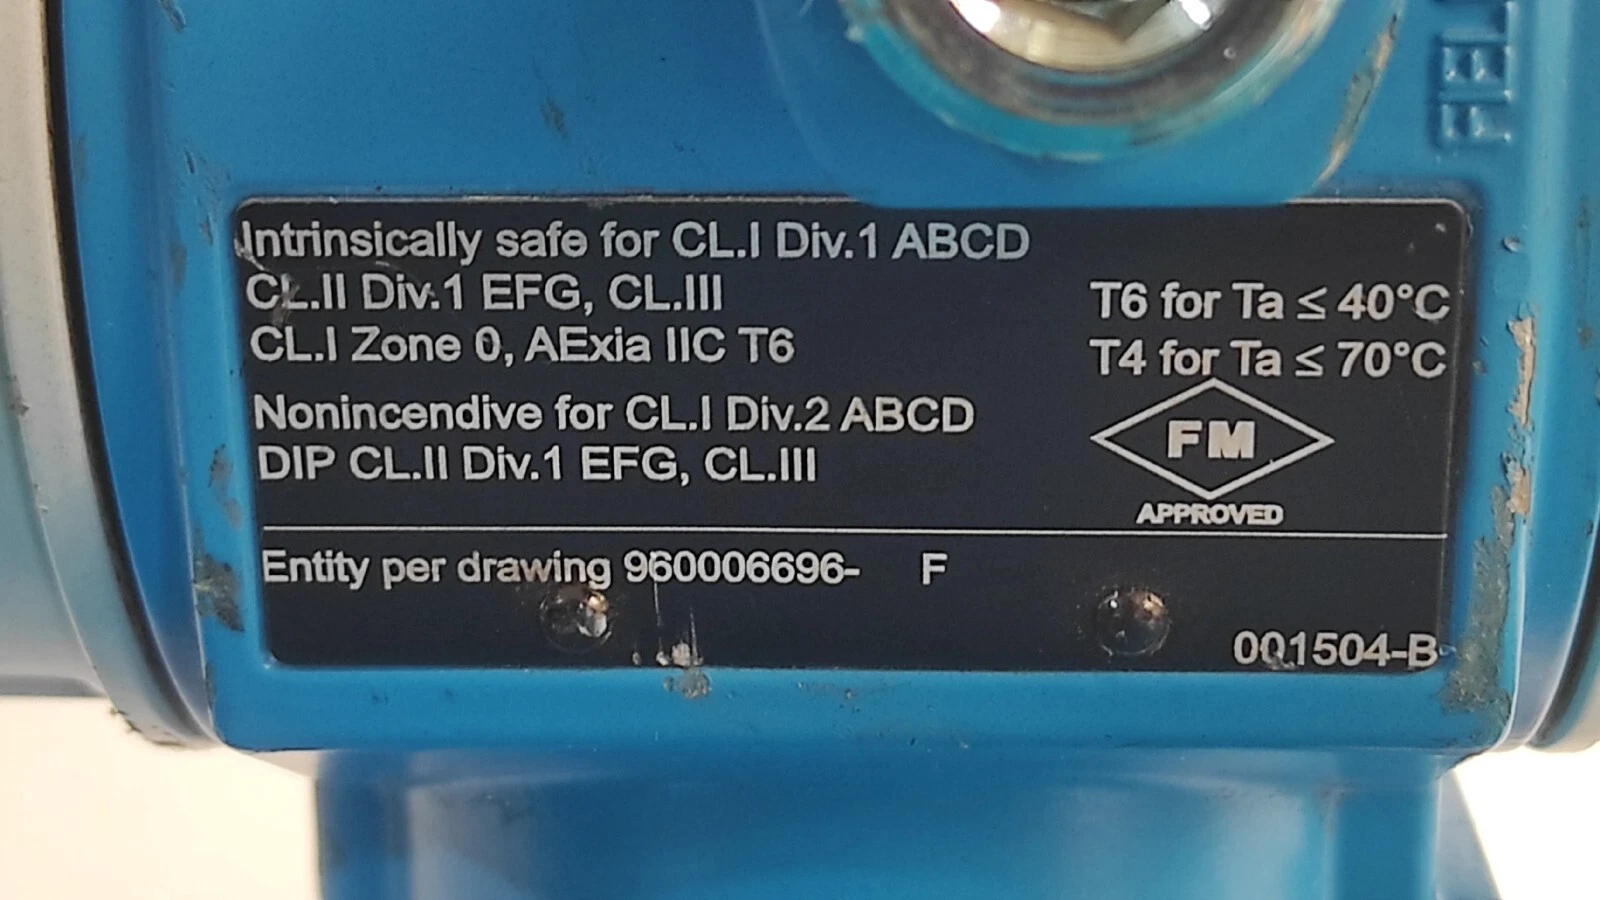 Intrinsically safe for CL.I Div.1 ABCD
CL.II Div.1 EFG, CL.III
CL.I Zone 0, AExia IIC T6
T6 for Ta ≤ 40°C
T4 for Ta ≤ 70°C
Nonincendive for CL.I Div.2 ABCD
DIP CL.II Div.1 EFG, CL.III
FM
APPROVED
Entity per drawing 960006696- F
001504-B